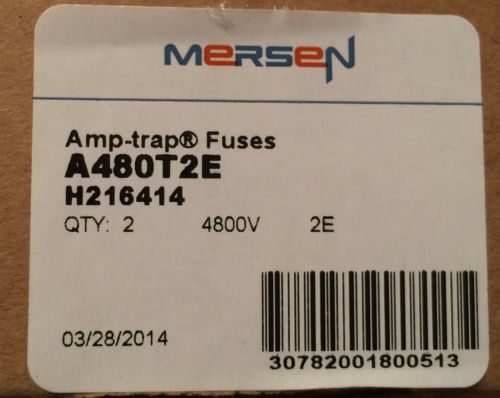 MERSEN
Amp-trap® Fuses
A480T2E
H216414
QTY: 2 4800V 2E
03/28/2014
30782001800513